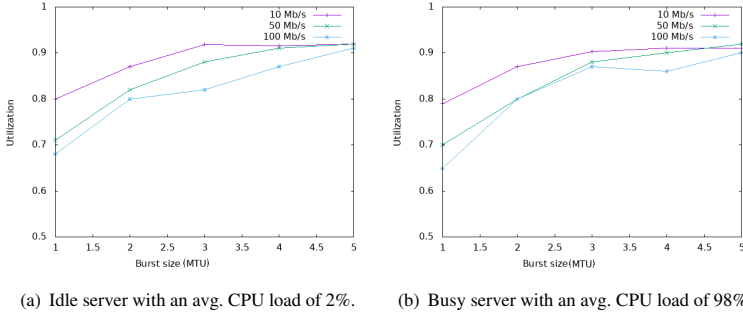 1
0.9
0.8
0.7
0.6
0.5
Utilization
10 Mb/s
50 Mb/s
100 Mb/s
1 1.5 2 2.5 3 3.5 4 4.5 5
Burst size (MTU)
(a) Idle server with an avg. CPU load of 2%.
1
0.9
0.8
0.7
0.6
0.5
Utilization
10 Mb/s
50 Mb/s
100 Mb/s
1 1.5 2 2.5 3 3.5 4 4.5 5
Burst size(MTU)
(b) Busy server with an avg. CPU load of 98%